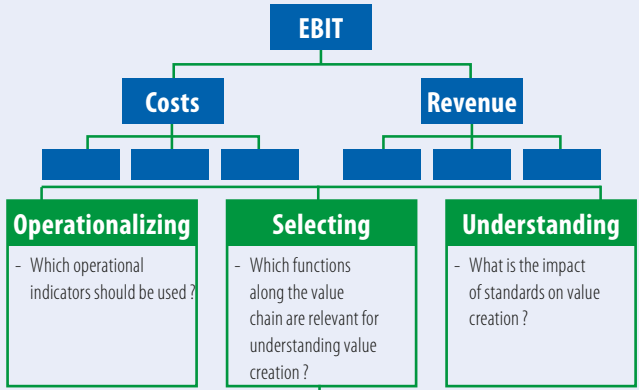 EBIT
Costs
Revenue
Operationalizing
- Which operational
indicators should be used ?
Selecting
- Which functions
along the value
chain are relevant for
understanding value
creation ?
Understanding
- What is the impact
of standards on value
creation ?